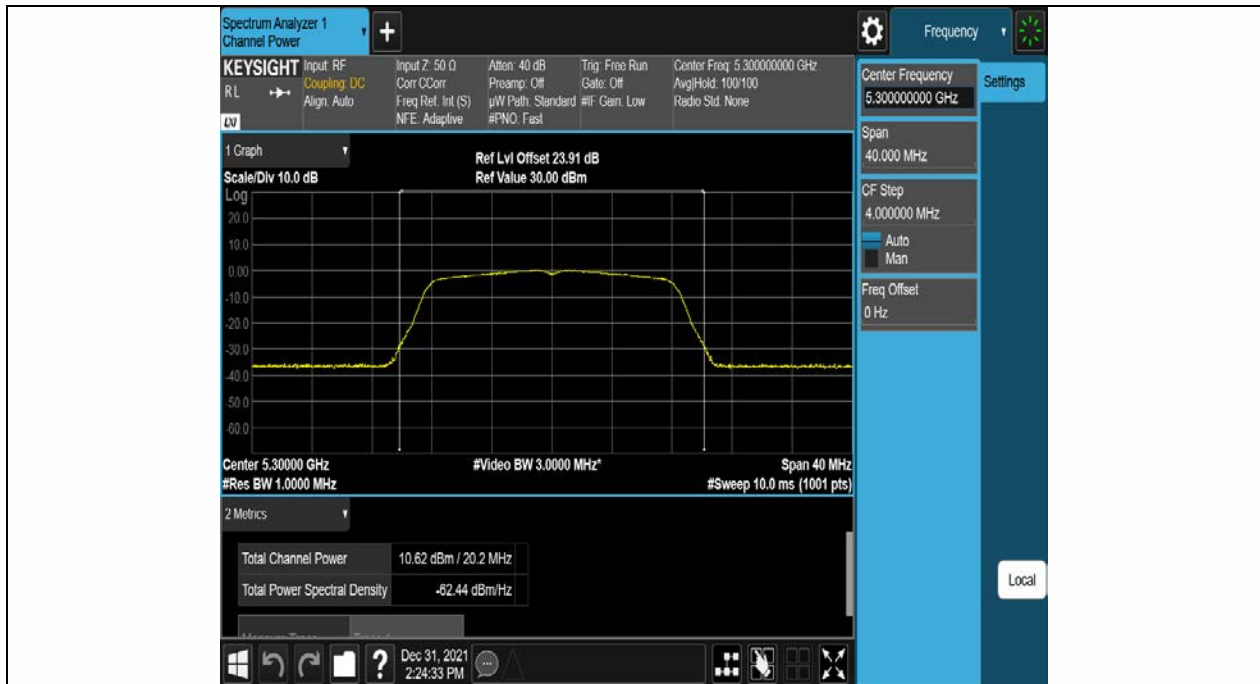 Spectrum Analyzer 1
Channel Power
Frequency
KEYSIGHT
R L
LXI
Input: RF
Coupling: DC
Align: Auto
Input Z: 50 Ω
Corr CCorr
Freq Ref: Int (S)
NFE: Adaptive
Atten: 40 dB
Preamp: Off
µW Path: Standard
#PNO: Fast
Trig: Free Run
Gate: Off
#IF Gain: Low
Center Freq: 5.300000000 GHz
Avg|Hold: 100/100
Radio Std: None
Center Frequency
5.300000000 GHz
Settings
Span
40.000 MHz
CF Step
4.000000 MHz
Auto
Man
Freq Offset
0 Hz
1 Graph
Ref Lvl Offset 23.91 dB
Scale/Div 10.0 dB
Ref Value 30.00 dBm
Log
20.0
10.0
0.00
-10.0
-20.0
-30.0
-40.0
-50.0
-60.0
Center 5.30000 GHz
#Video BW 3.0000 MHz*
Span 40 MHz
#Res BW 1.0000 MHz
#Sweep 10.0 ms (1001 pts)
2 Metrics
Total Channel Power
10.62 dBm / 20.2 MHz
Total Power Spectral Density
-62.44 dBm/Hz
Local
?
Dec 31, 2021
2:24:33 PM